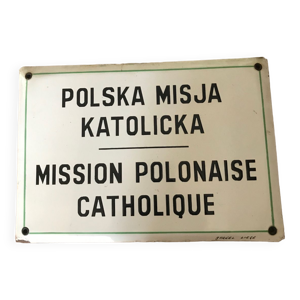 POLSKA MISJA
KATOLICKA
MISSION POLONAISE
CATHOLIQUE